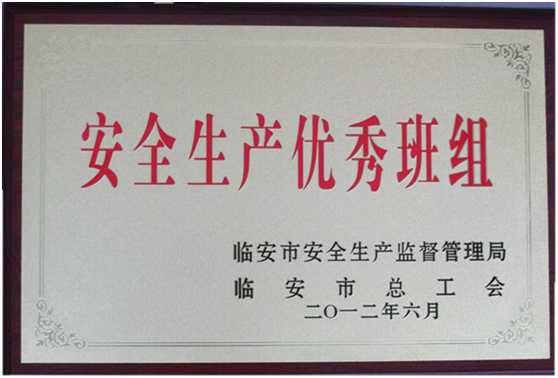 安全生产优秀班组
临安市安全生产监督管理局
临安市总工会
二〇一二年六月